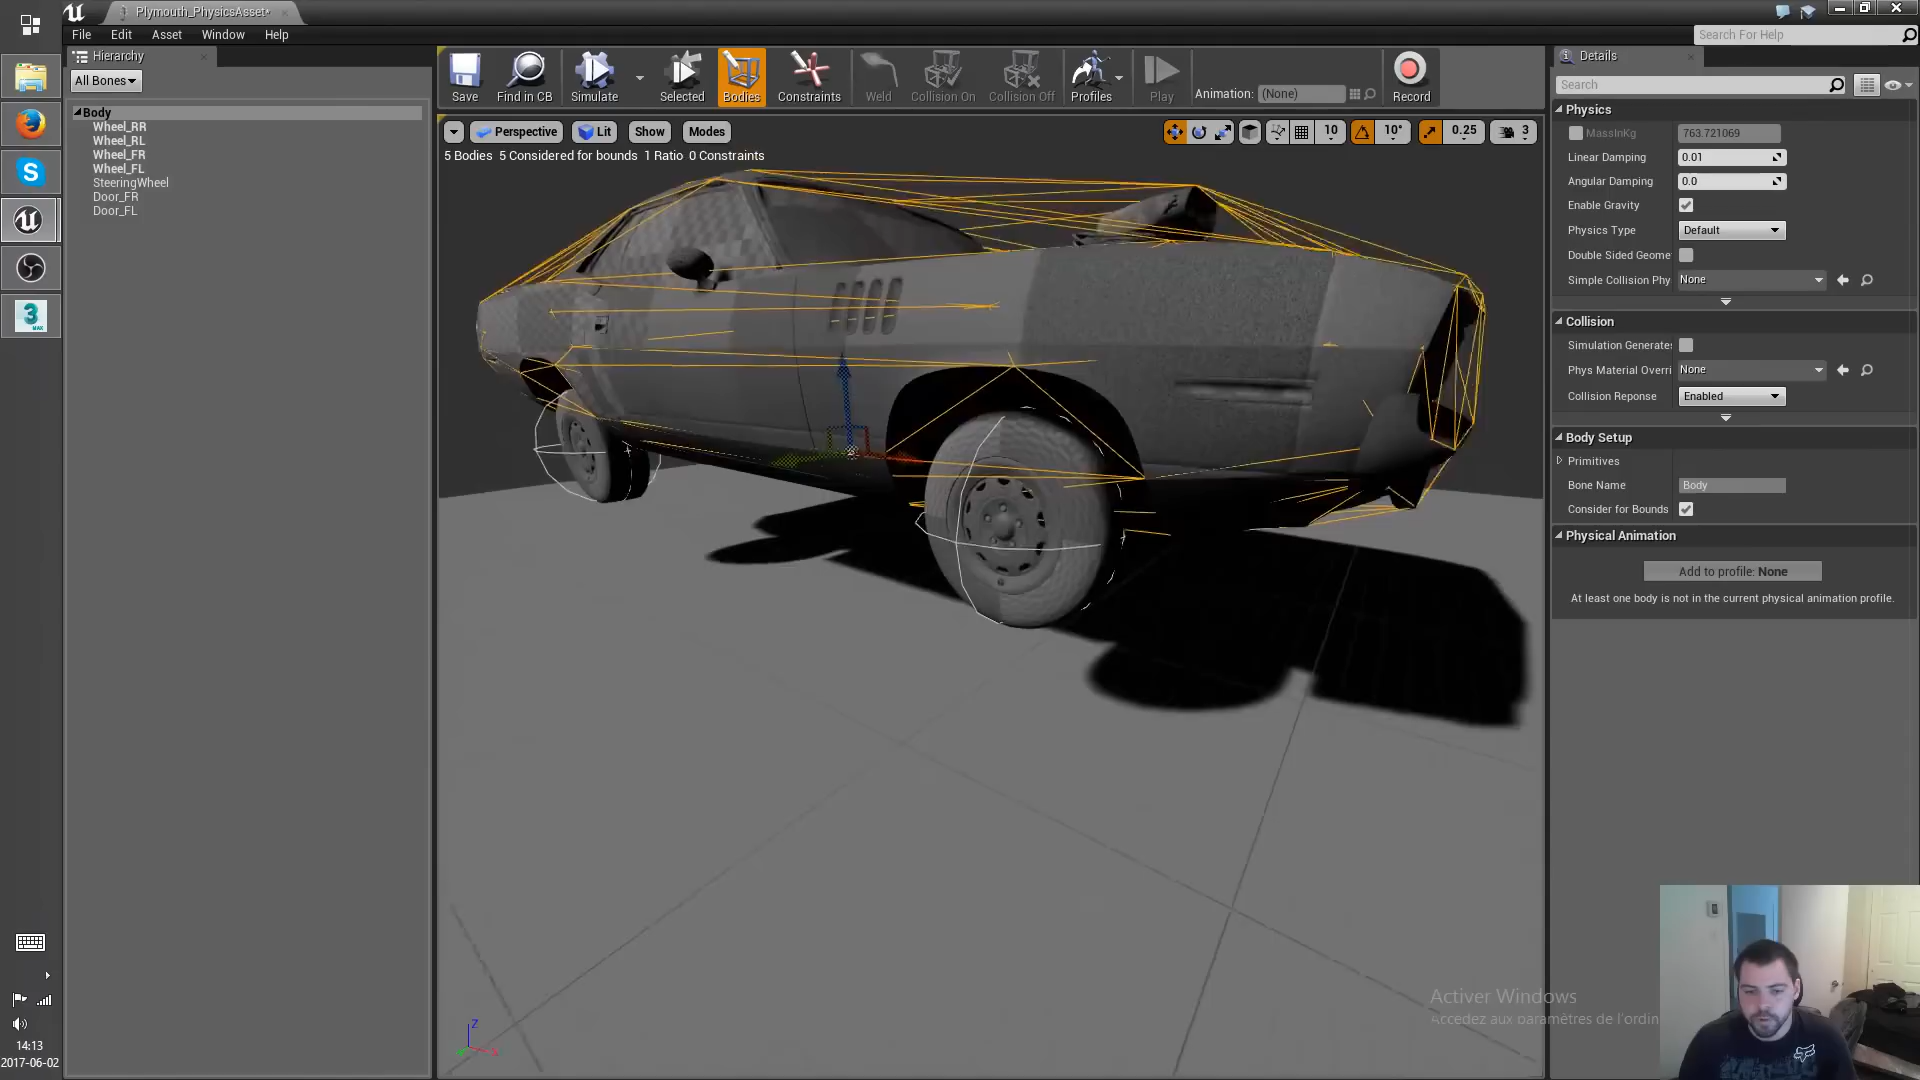 Plymouth_PhysicsAsset*
File Edit Asset Window Help
Search For Help
Hierarchy
All Bones
Body
Wheel_RR
Wheel_RL
Wheel_FR
Wheel_FL
SteeringWheel
Door_FR
Door_FL
Save Find in CB Simulate Selected Bodies Constraints Weld Collision On Collision Off Profiles Play Animation: (None) Record
Perspective Lit Show Modes 10 10° 0.25 3
5 Bodies 5 Considered for bounds 1 Ratio 0 Constraints
Z
Details
Search
Physics
MassInKg 763.721069
Linear Damping 0.01
Angular Damping 0.0
Enable Gravity
Physics Type Default
Double Sided Geome
Simple Collision Phy None
Collision
Simulation Generates
Phys Material Overri None
Collision Reponse Enabled
Body Setup
Primitives
Bone Name Body
Consider for Bounds
Physical Animation
Add to profile: None
At least one body is not in the current physical animation profile.
Activer Windows
Accédez aux paramètres de l'ordin
14:13
2017-06-02